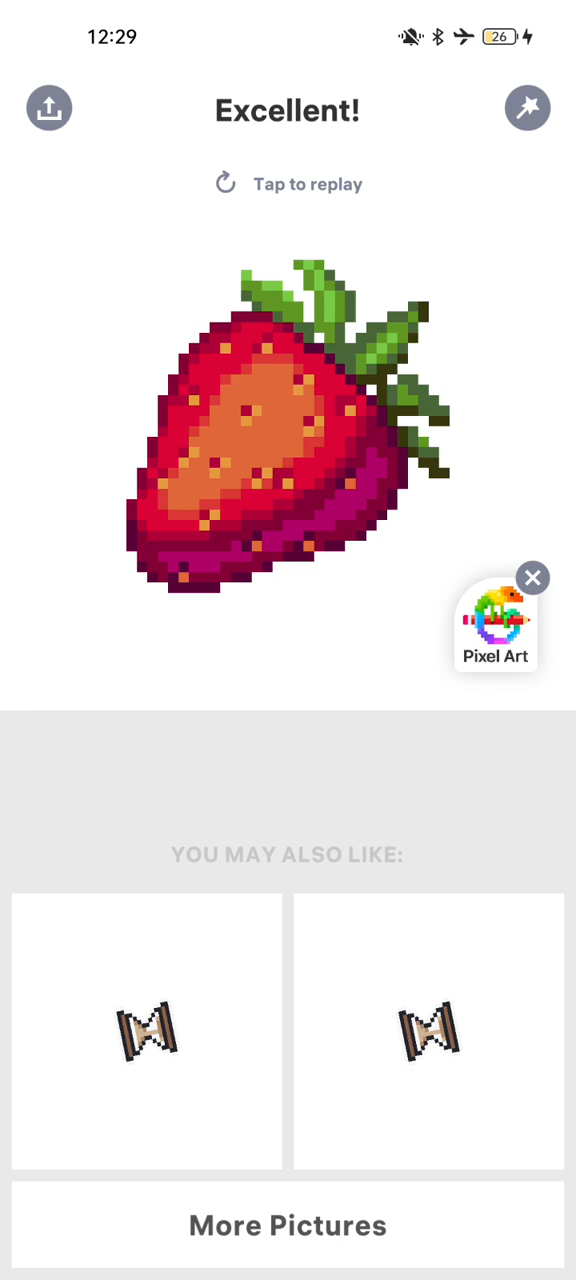 12:29
26
Excellent!
Tap to replay
Pixel Art
YOU MAY ALSO LIKE:
More Pictures